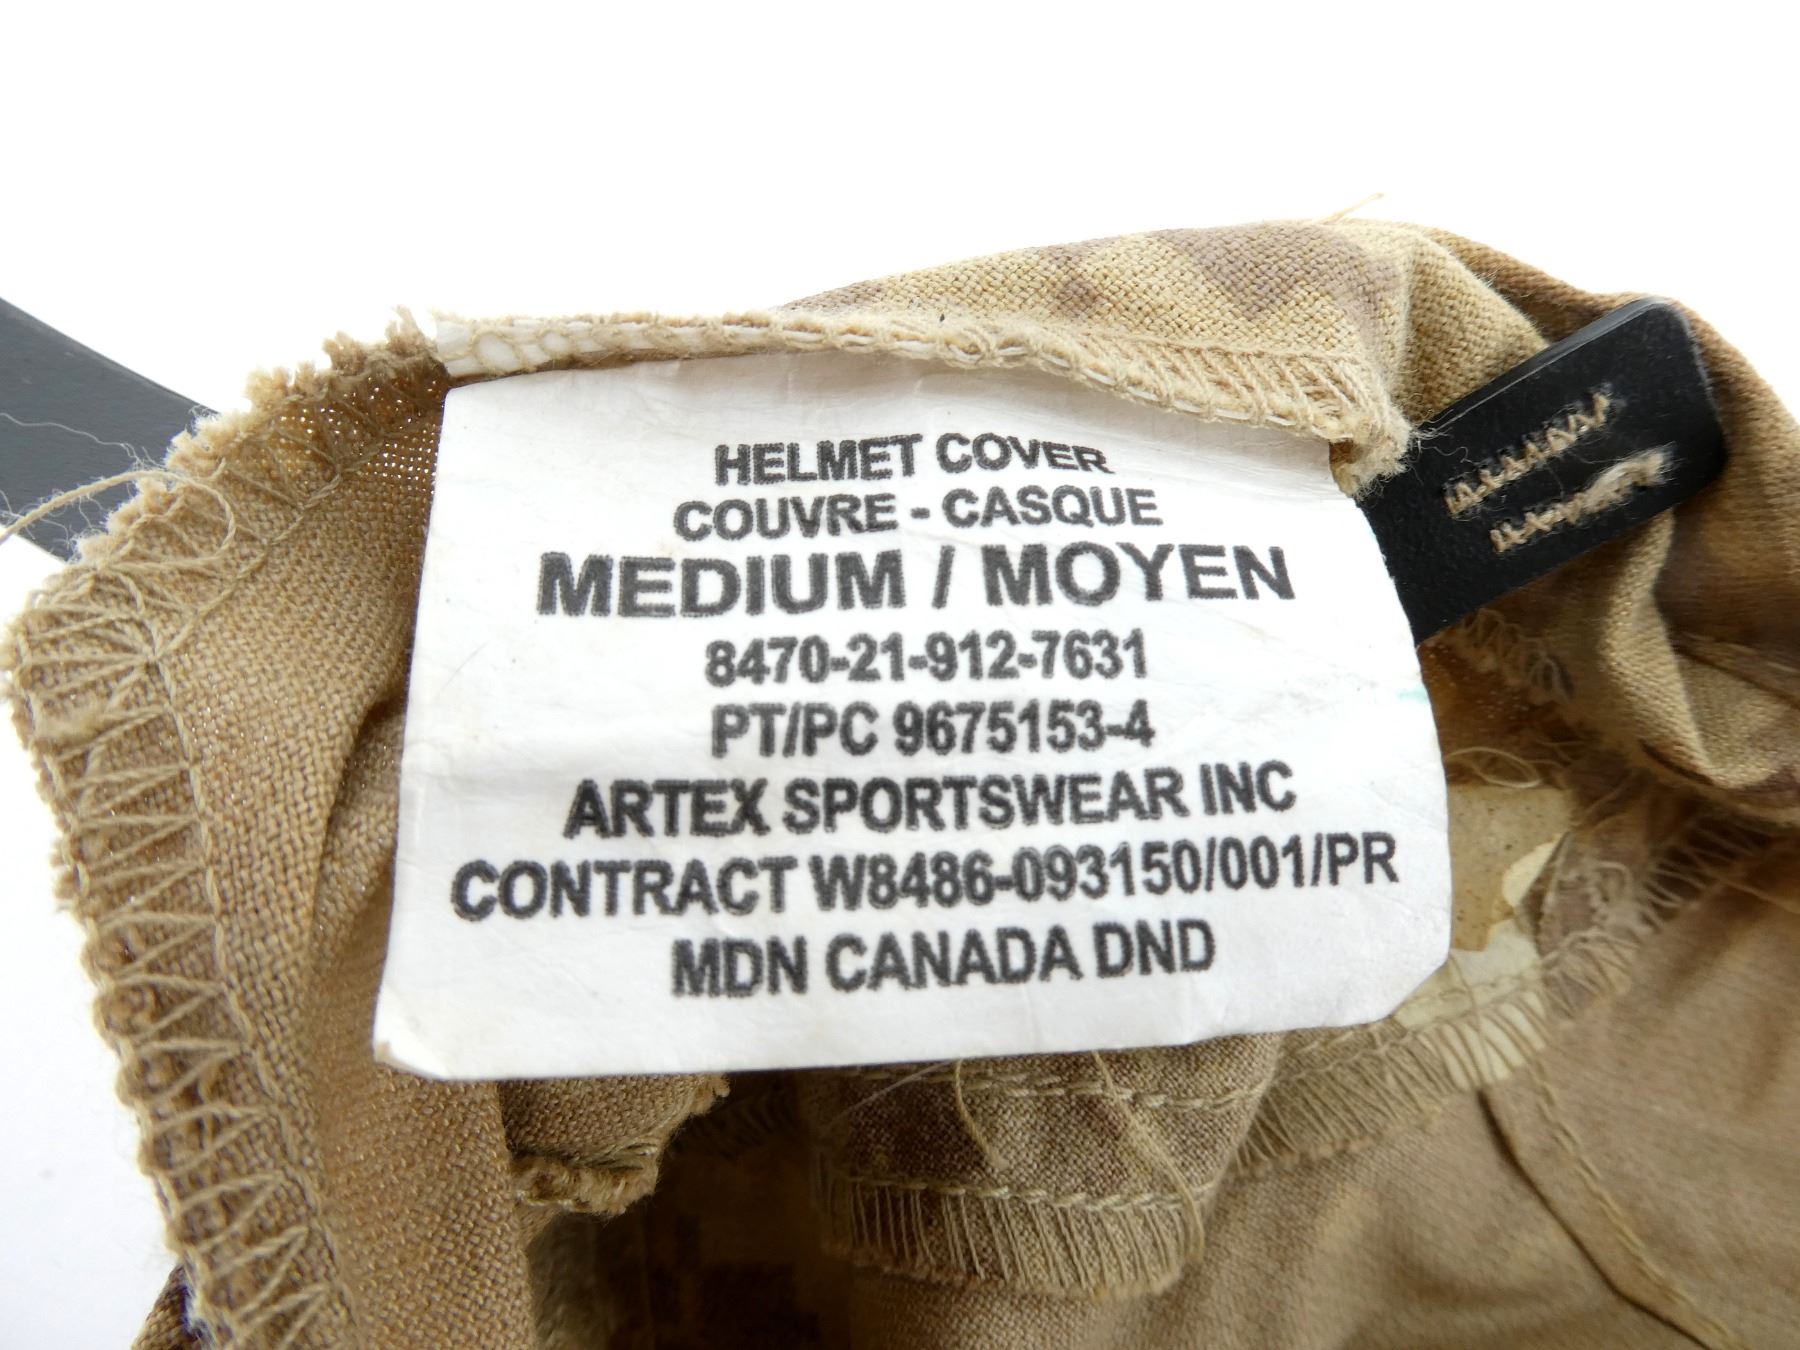 HELMET COVER
COUVRE - CASQUE
MEDIUM / MOYEN
8470-21-912-7631
PT/PC 9675153-4
ARTEX SPORTSWEAR INC
CONTRACT W8486-093150/001/PR
MDN CANADA DND